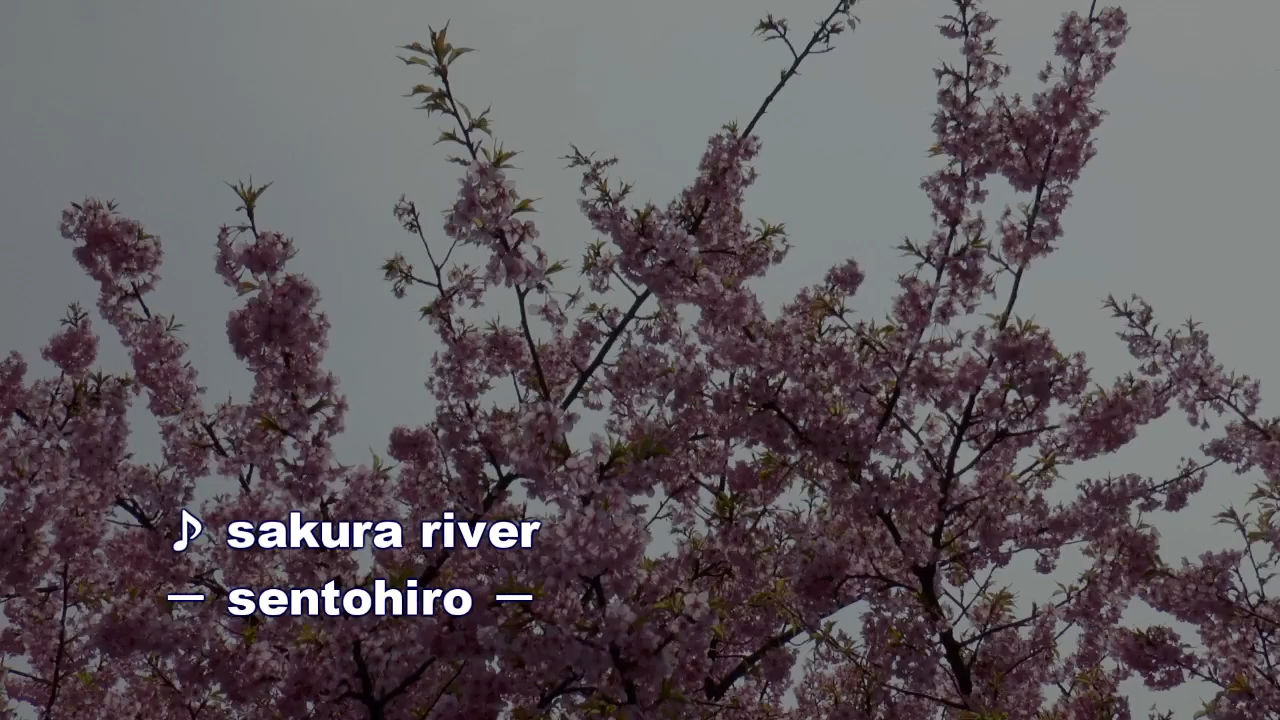 ♪ sakura river
— sentohiro —